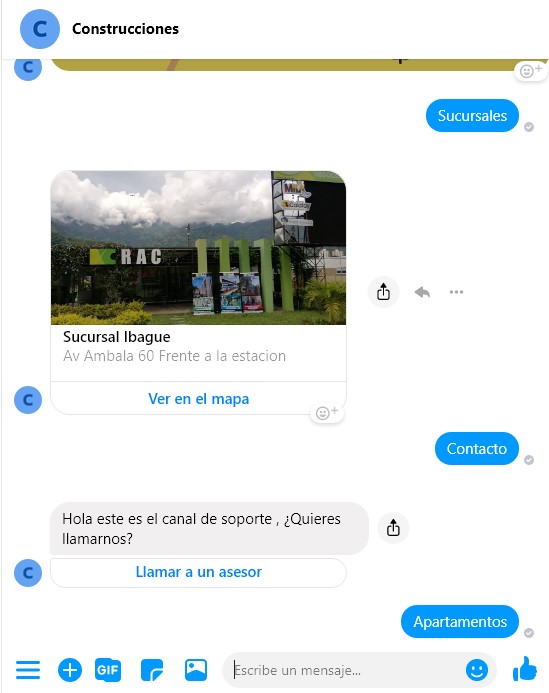 C
Construcciones
C
Sucursales
RAC
1111
Sucursal Ibague
Av Ambala 60 Frente a la estacion
C
Ver en el mapa
Contacto
Hola este es el canal de soporte , ¿Quieres
llamarnos?
C
Llamar a un asesor
Apartamentos
GIF
Escribe un mensaje...